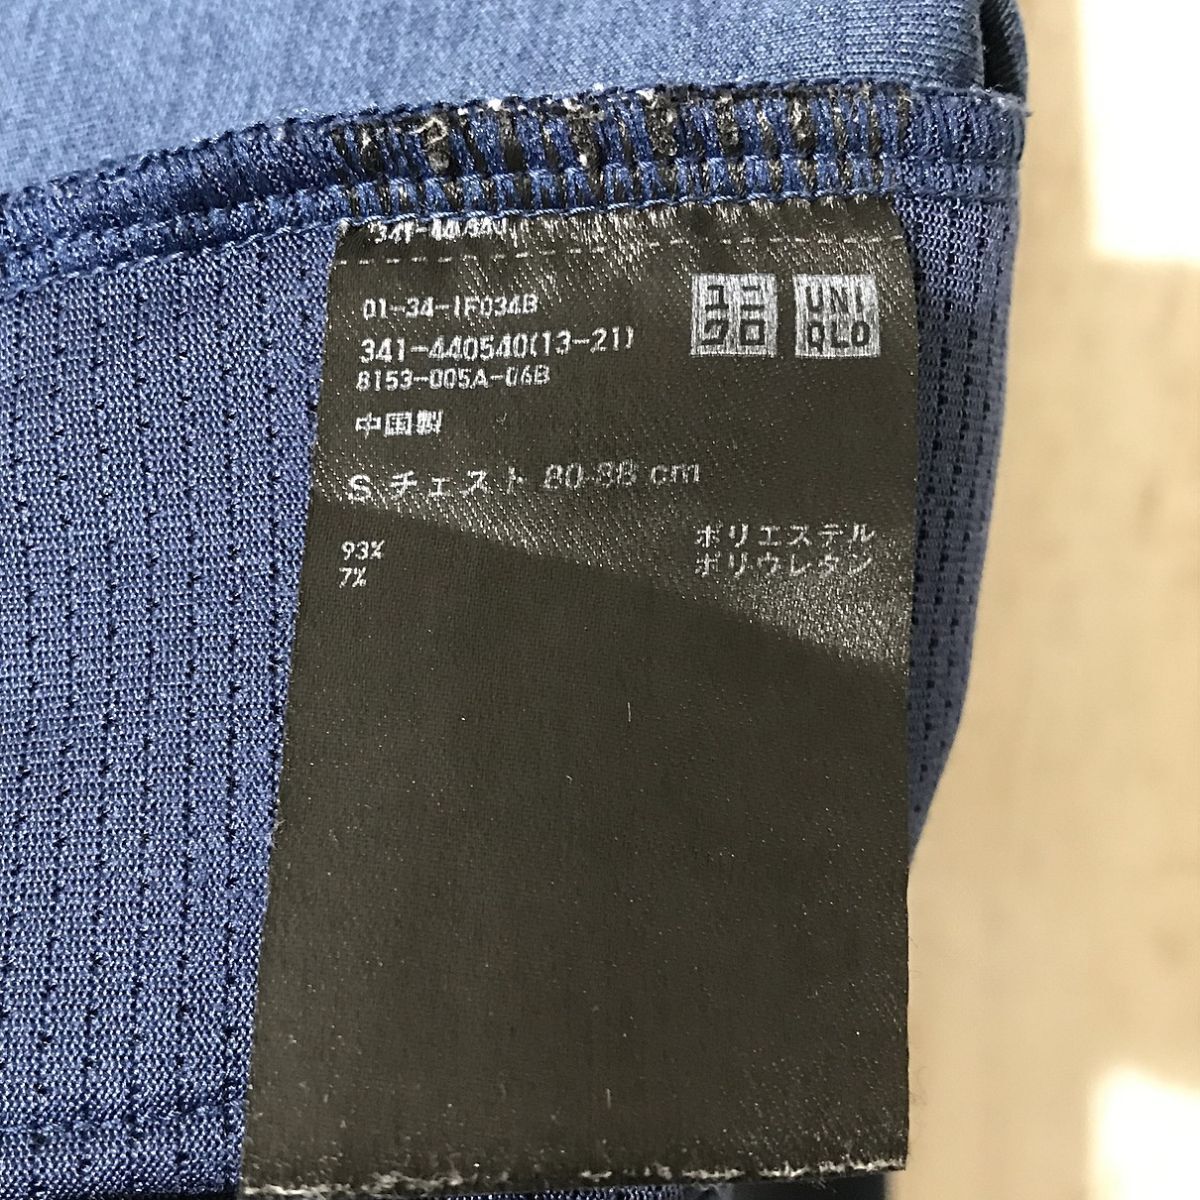 ユニクロ UNIQLO
01-34-1F034B
341-440540(13-21)
8153-005A-06B
中国製
S チェスト 80-88 cm
93% ポリエステル
7% ポリウレタン